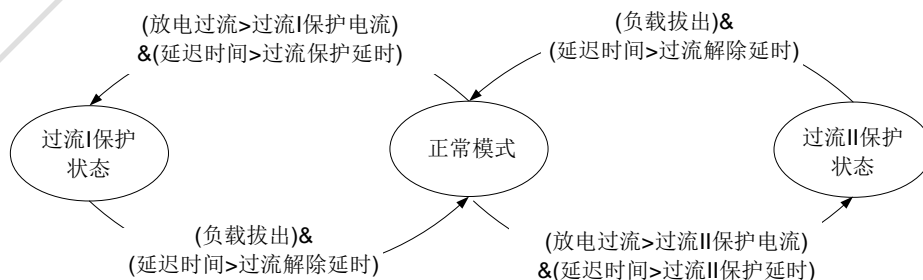 (放电过流>过流I保护电流)
&(延迟时间>过流保护延时)
(负载拔出)&
(延迟时间>过流解除延时)
过流I保护
状态
正常模式
过流II保护
状态
(负载拔出)&
(延迟时间>过流解除延时)
(放电过流>过流II保护电流)
&(延迟时间>过流II保护延时)